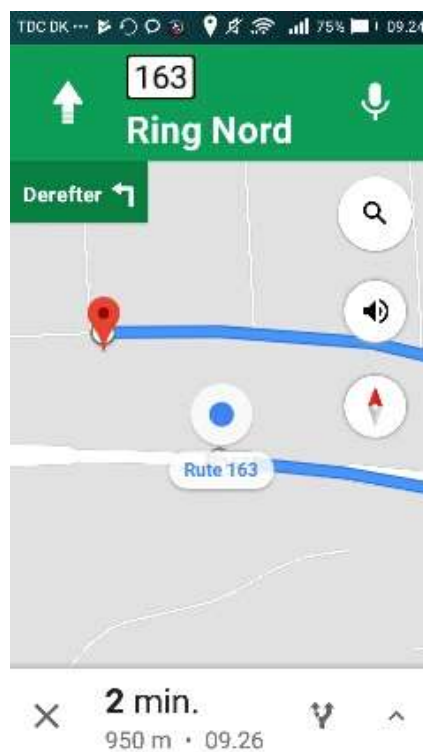 TDC DK ··· 75% 09.24
163
Ring Nord
Derefter
Rute 163
2 min.
950 m · 09.26